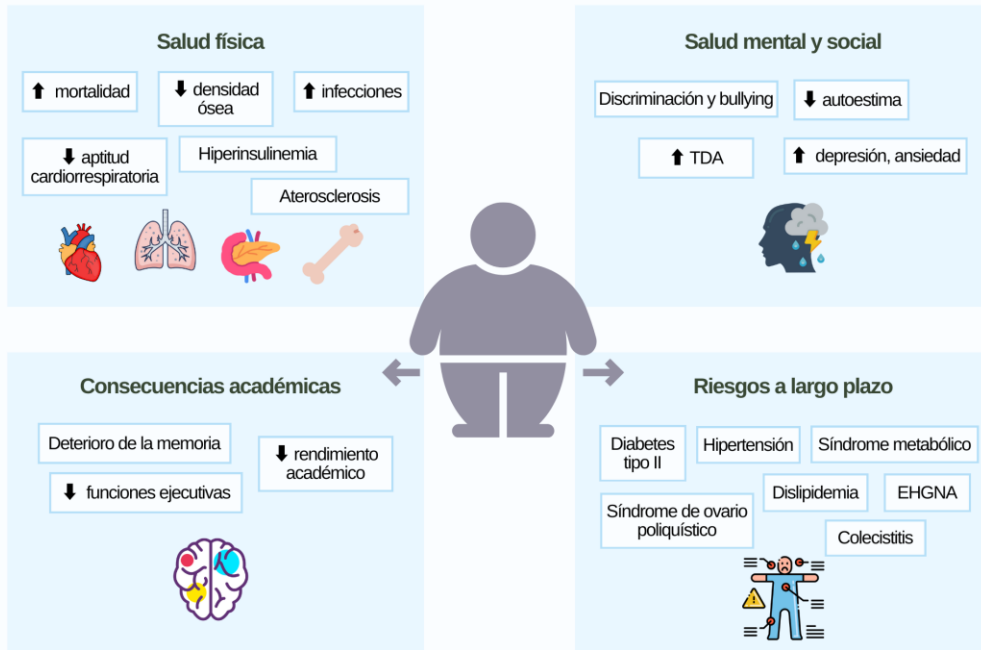 Salud física
⬆ mortalidad
⬇ densidad
ósea
⬆ infecciones
⬇ aptitud
cardiorrespiratoria
Hiperinsulinemia
Aterosclerosis
Salud mental y social
Discriminación y bullying
⬇ autoestima
⬆ TDA
⬆ depresión, ansiedad
Consecuencias académicas
Deterioro de la memoria
⬇ rendimiento
académico
⬇ funciones ejecutivas
Riesgos a largo plazo
Diabetes
tipo II
Hipertensión
Síndrome metabólico
Síndrome de ovario
poliquístico
Dislipidemia
EHGNA
Colecistitis